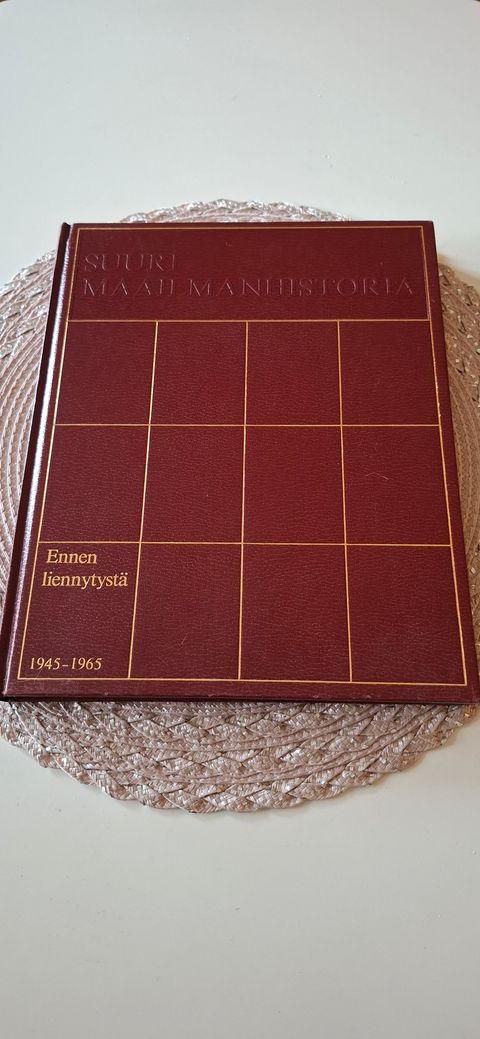 SUURI
MAAILMANHISTORIA
Ennen
liennytystä
1945-1965